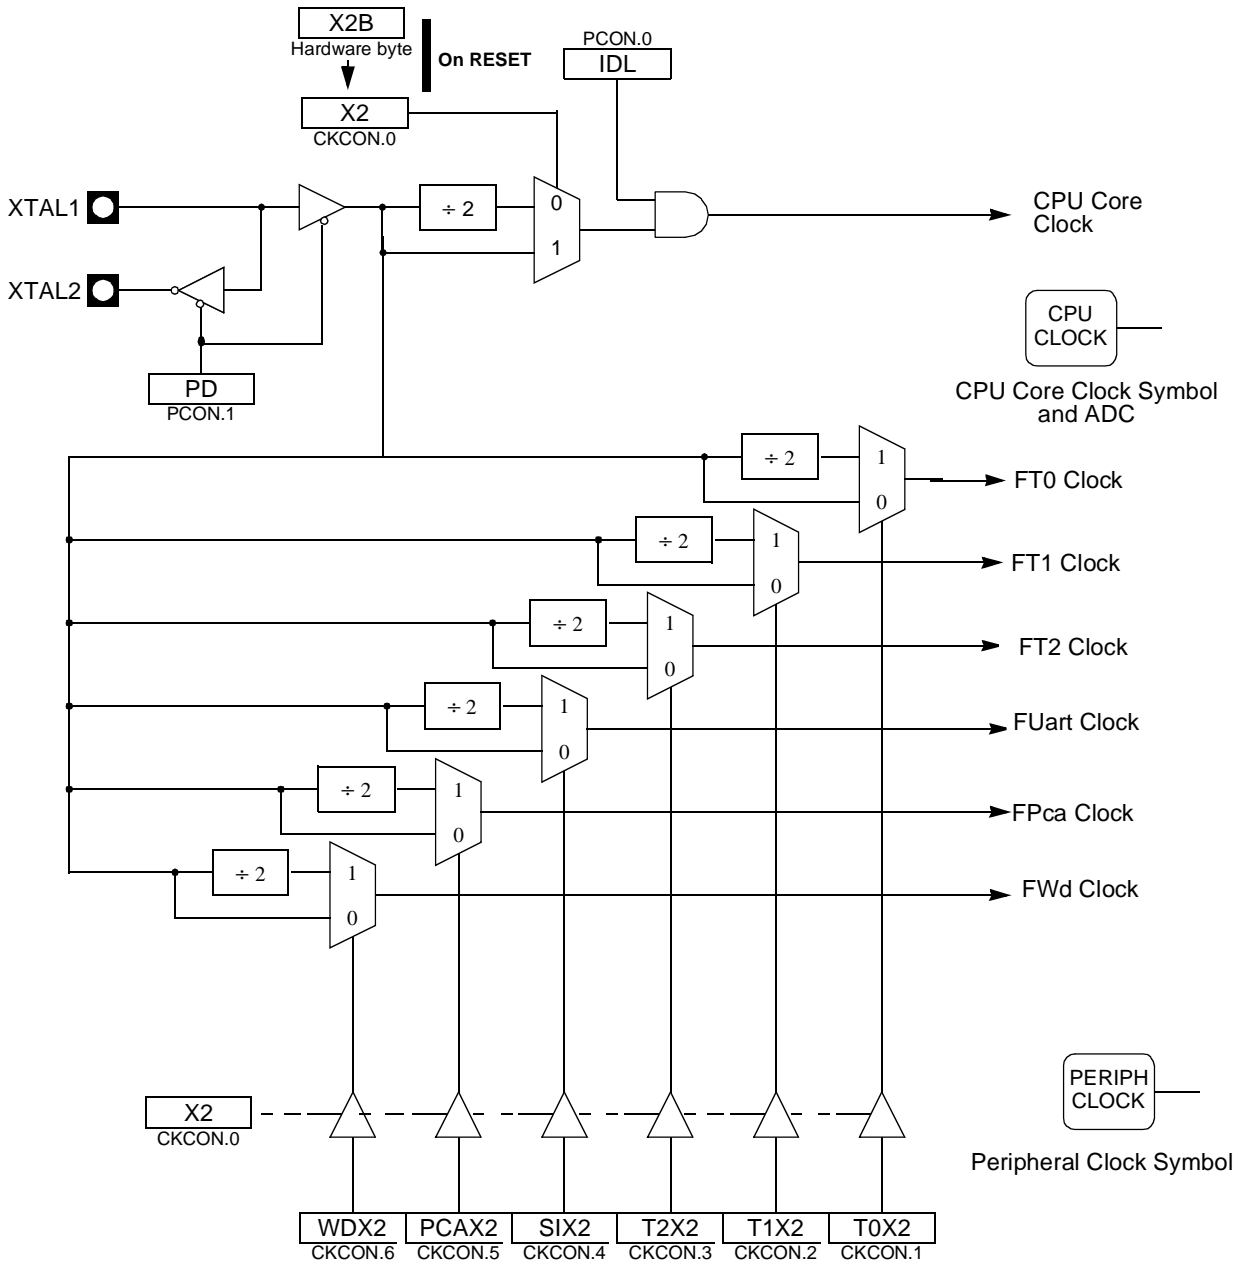 X2B
Hardware byte
On RESET
PCON.0
IDL
X2
CKCON.0
XTAL1
÷ 2
0
1
CPU Core
Clock
XTAL2
PD
PCON.1
CPU
CLOCK
CPU Core Clock Symbol
and ADC
÷ 2
1
0
FT0 Clock
÷ 2
1
0
FT1 Clock
÷ 2
1
0
FT2 Clock
÷ 2
1
0
FUart Clock
÷ 2
1
0
FPca Clock
÷ 2
1
0
FWd Clock
X2
CKCON.0
PERIPH
CLOCK
Peripheral Clock Symbol
WDX2
CKCON.6
PCAX2
CKCON.5
SIX2
CKCON.4
T2X2
CKCON.3
T1X2
CKCON.2
T0X2
CKCON.1